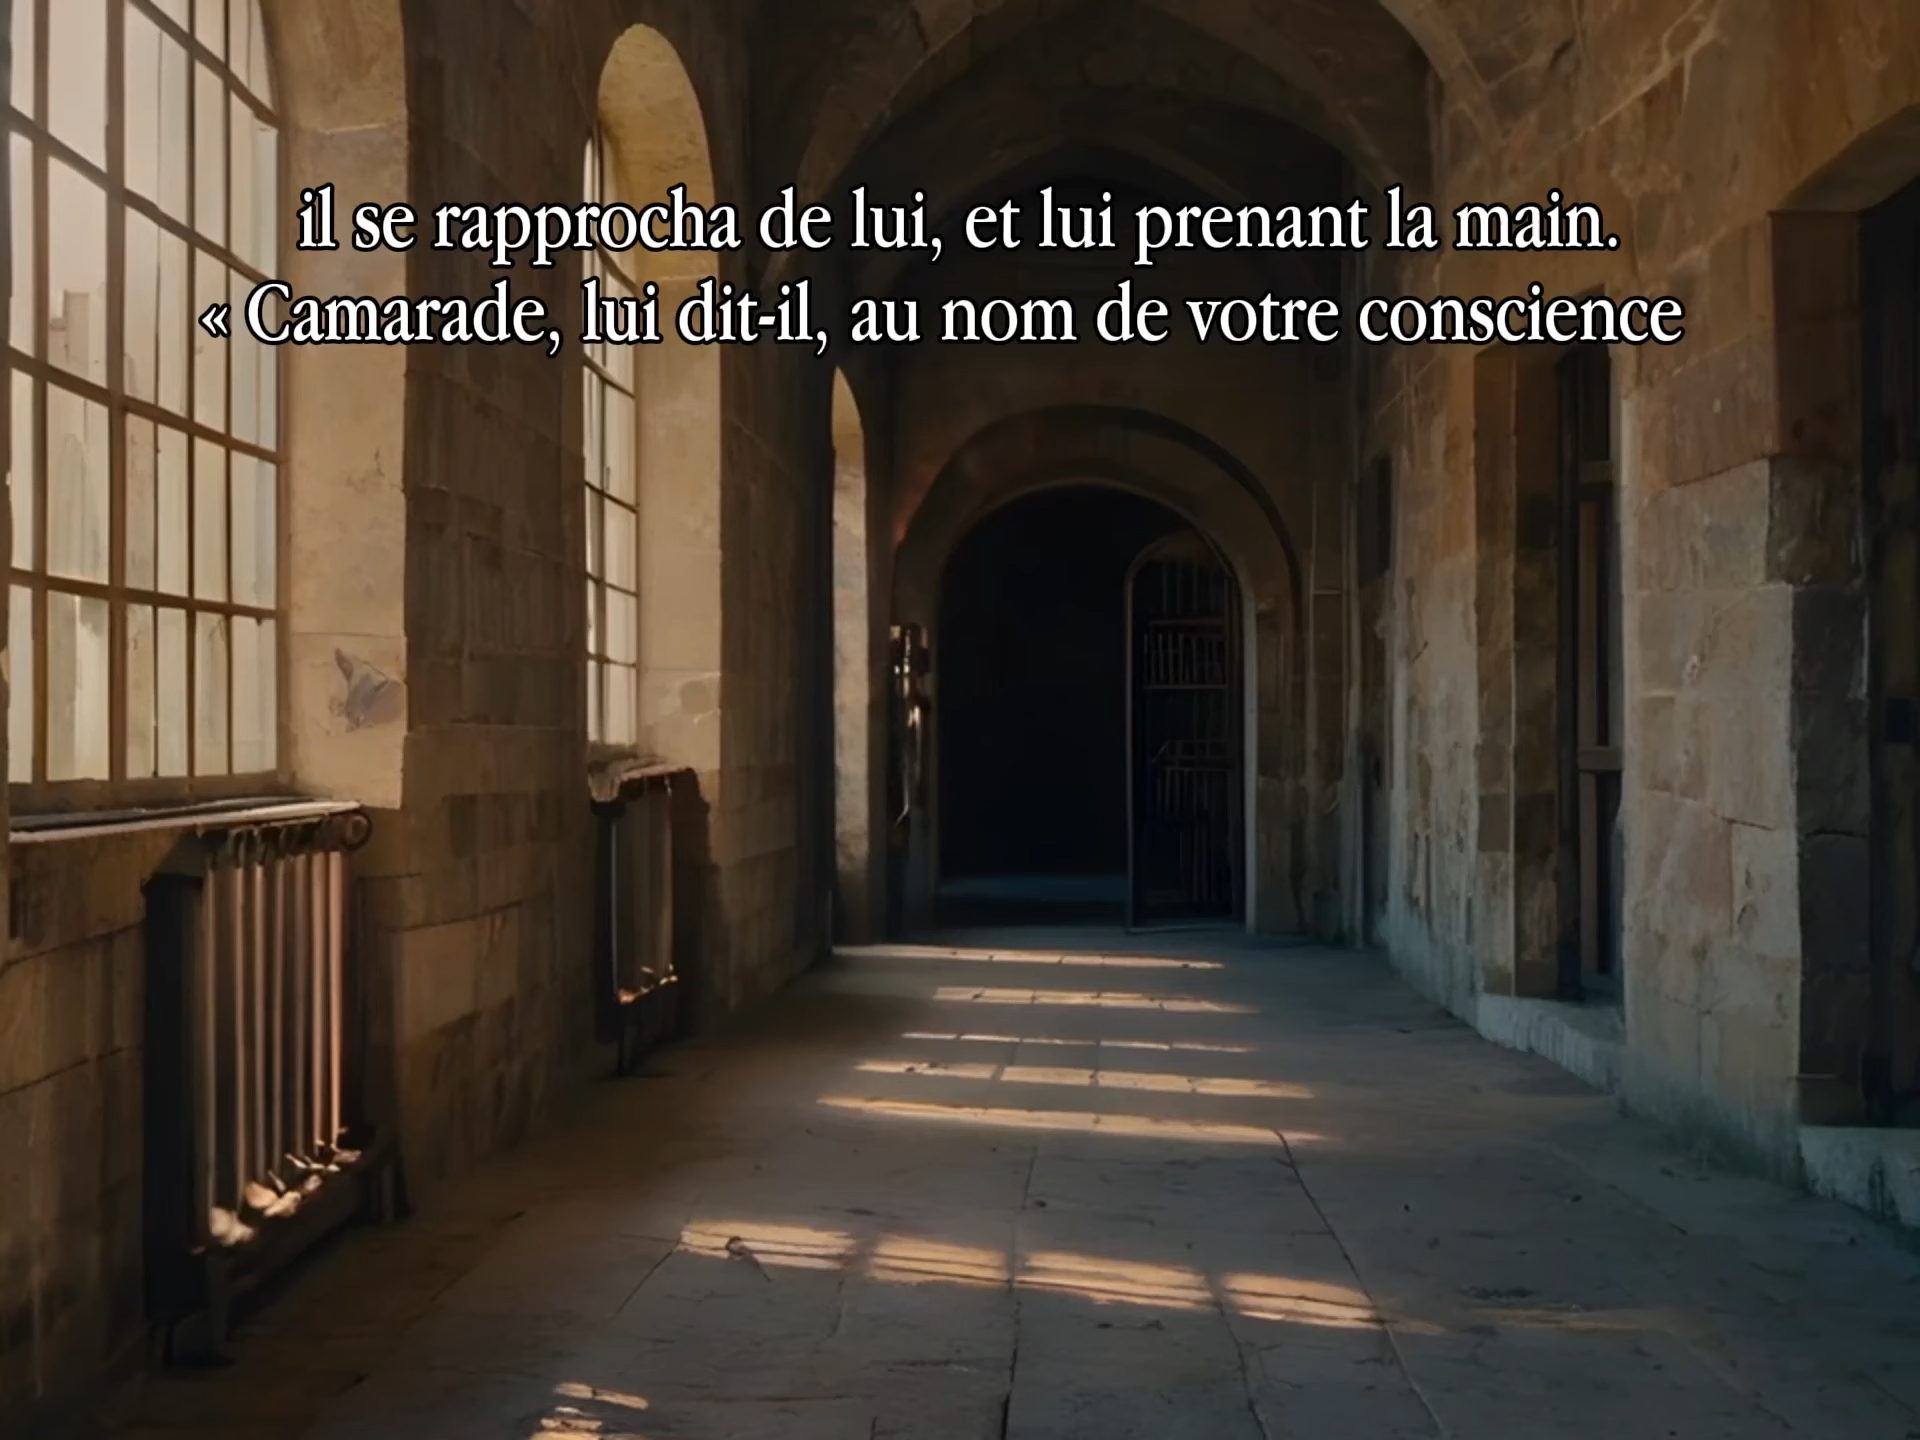 il se rapprocha de lui, et lui prenant la main.
« Camarade, lui dit-il, au nom de votre conscience